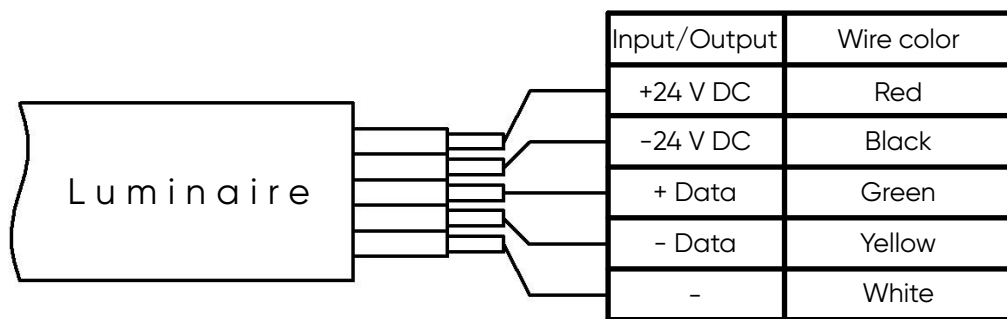 Input/Output Wire color
+24 V DC Red
-24 V DC Black
Luminaire
+ Data Green
- Data Yellow
- White